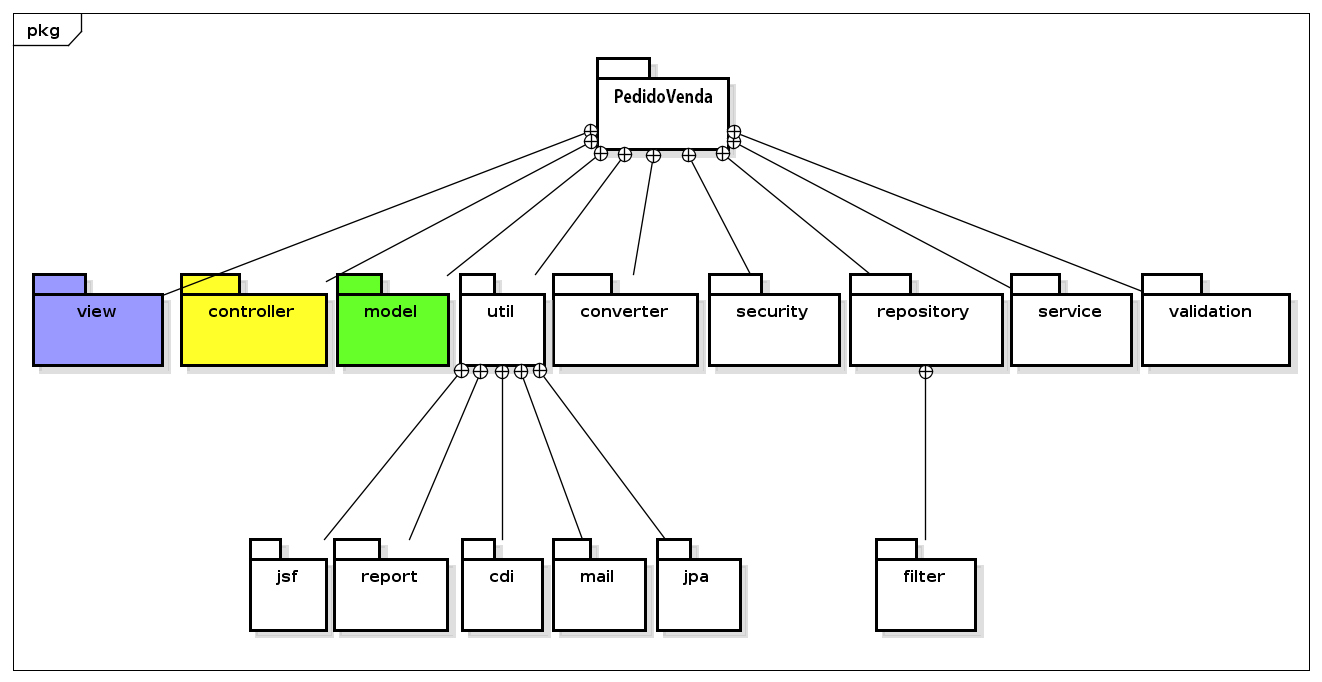 pkg
PedidoVenda
view
controller
model
util
converter
security
repository
service
validation
jsf
report
cdi
mail
jpa
filter